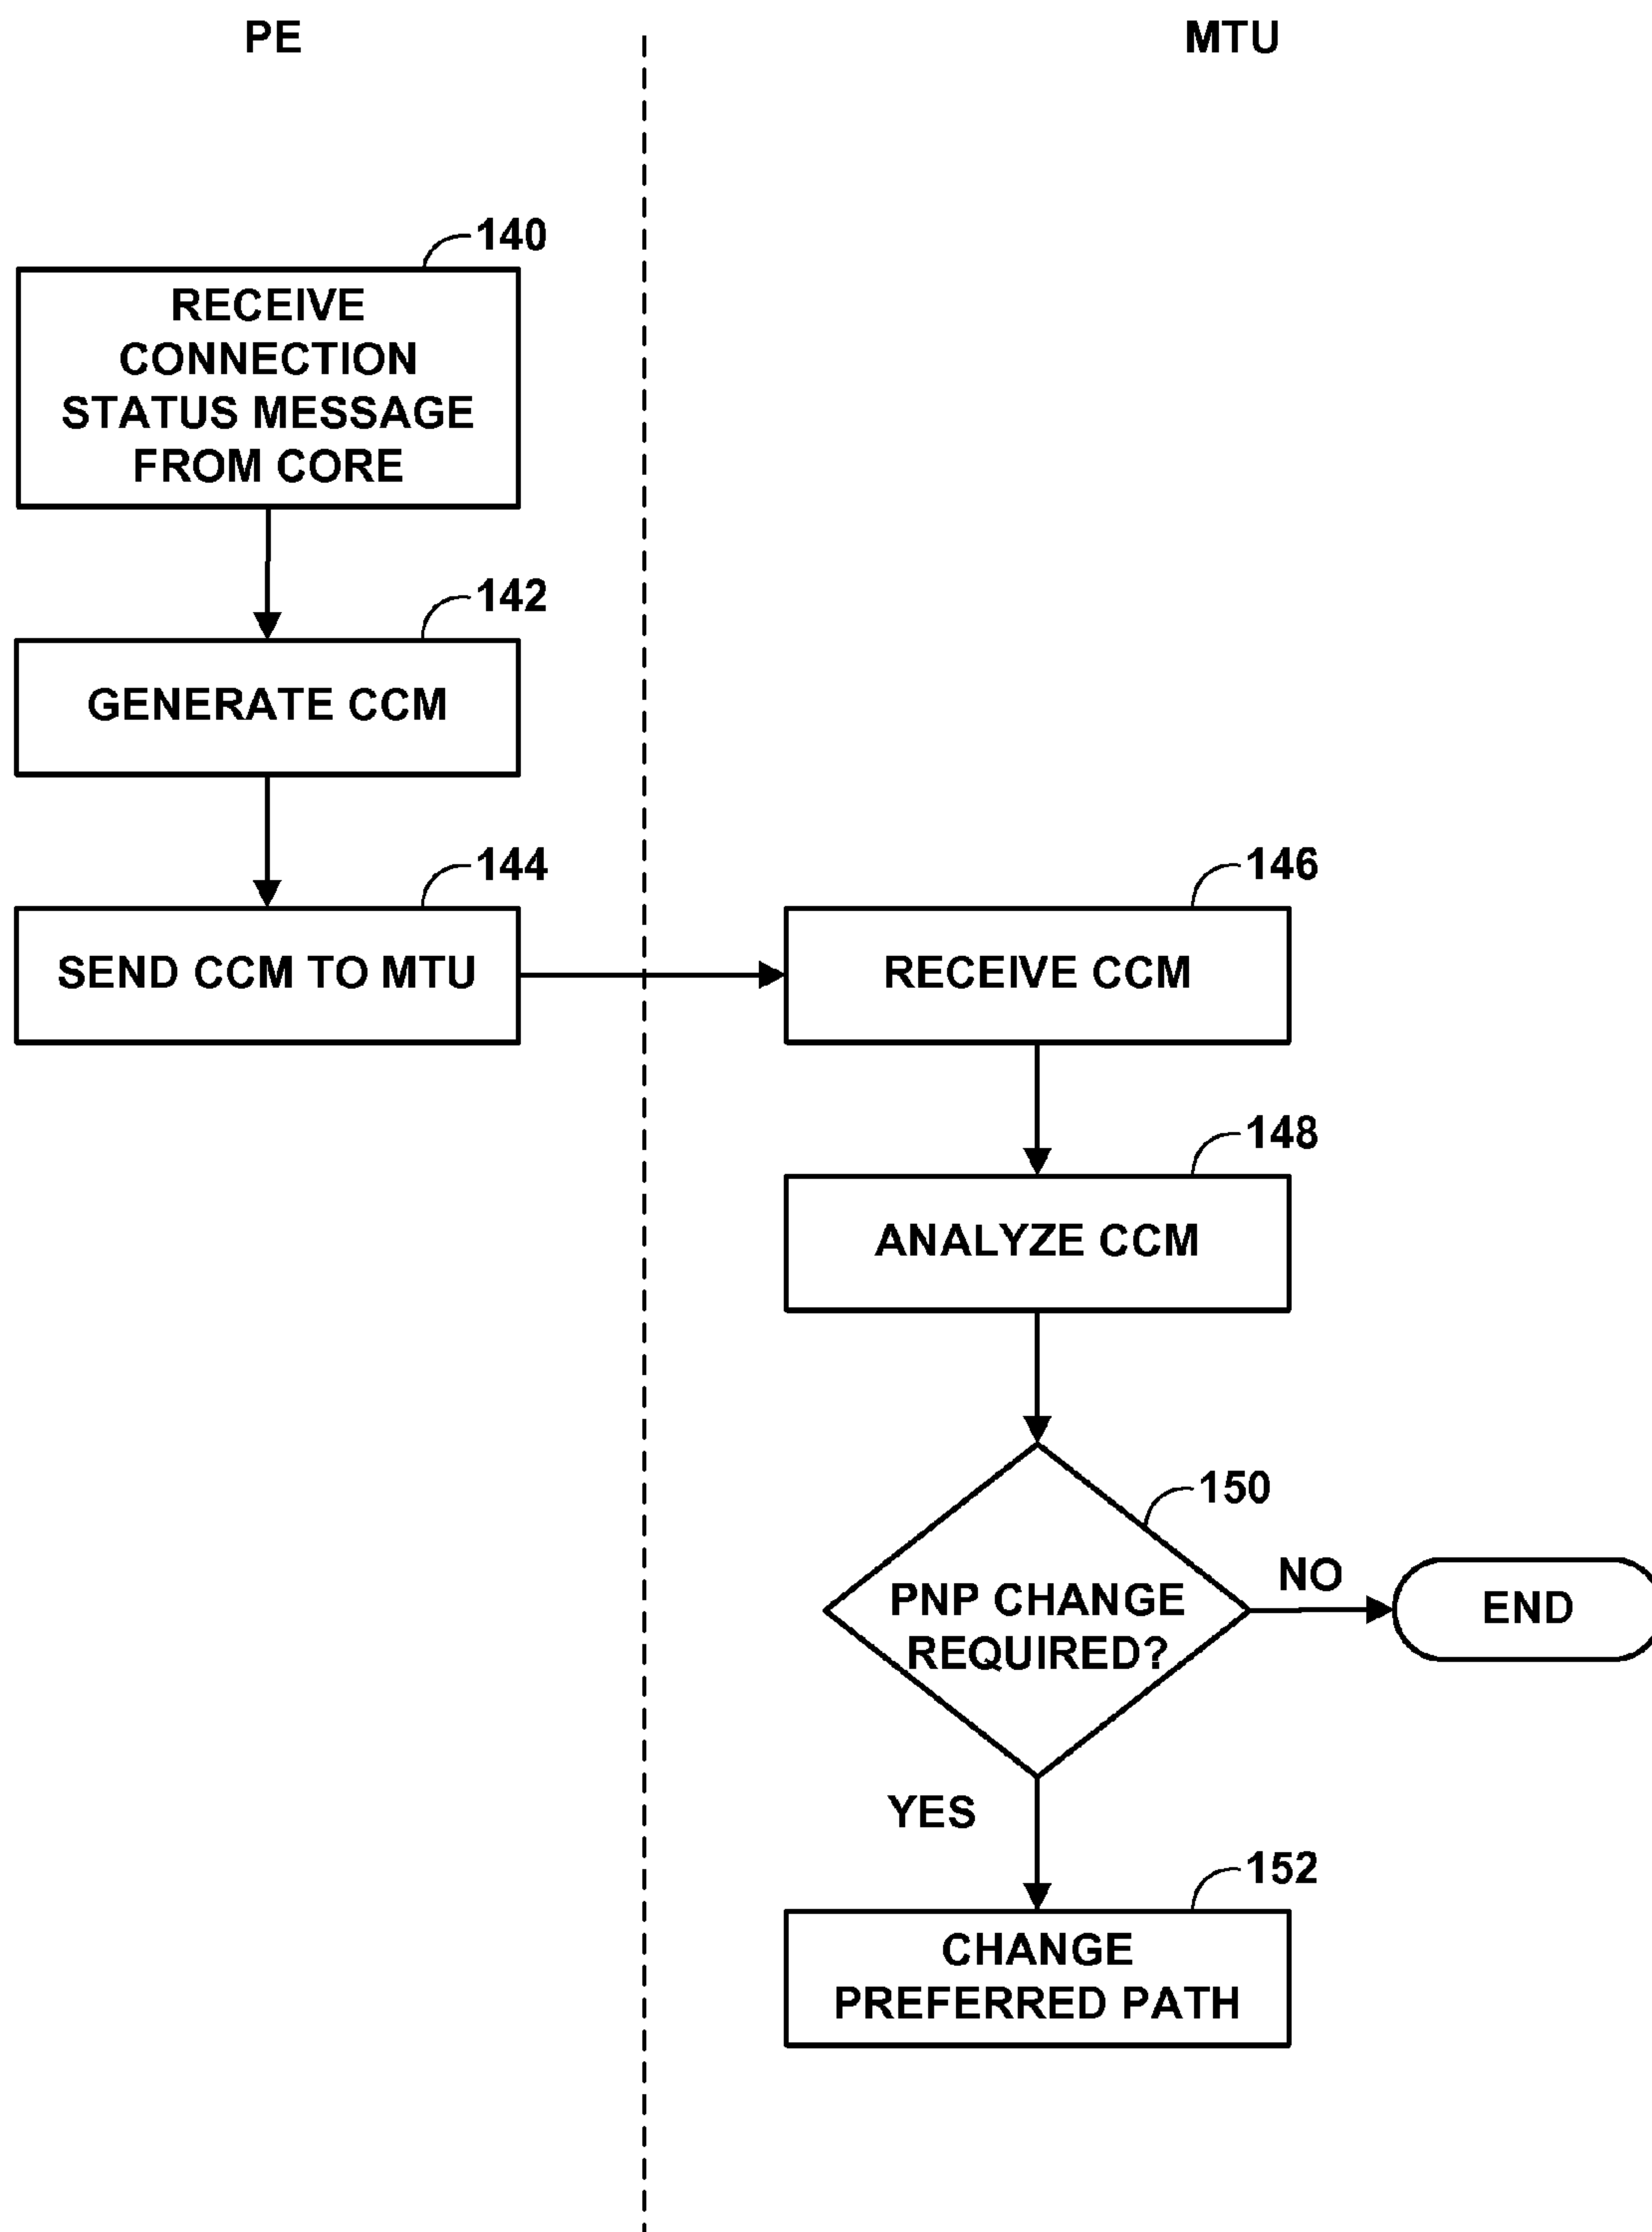 PE
MTU
140
RECEIVE
CONNECTION
STATUS MESSAGE
FROM CORE
142
GENERATE CCM
144
SEND CCM TO MTU
146
RECEIVE CCM
148
ANALYZE CCM
150
PNP CHANGE
REQUIRED?
NO
END
YES
152
CHANGE
PREFERRED PATH